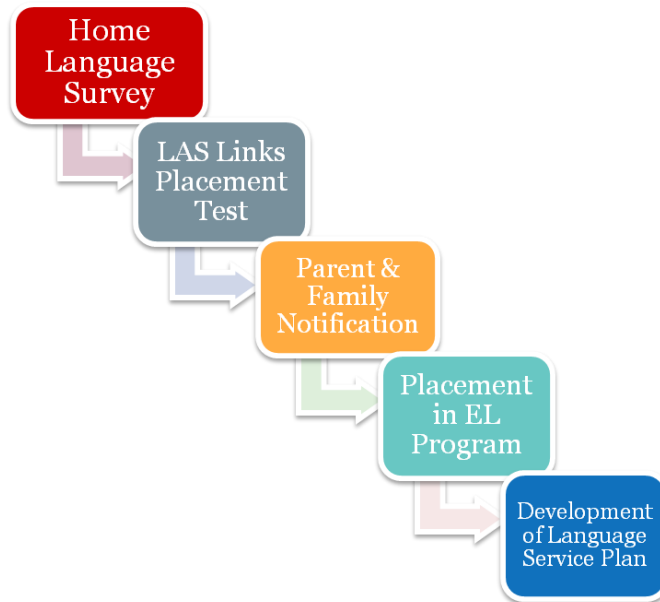 Home
Language
Survey
LAS Links
Placement
Test
Parent &
Family
Notification
Placement
in EL
Program
Development
of Language
Service Plan